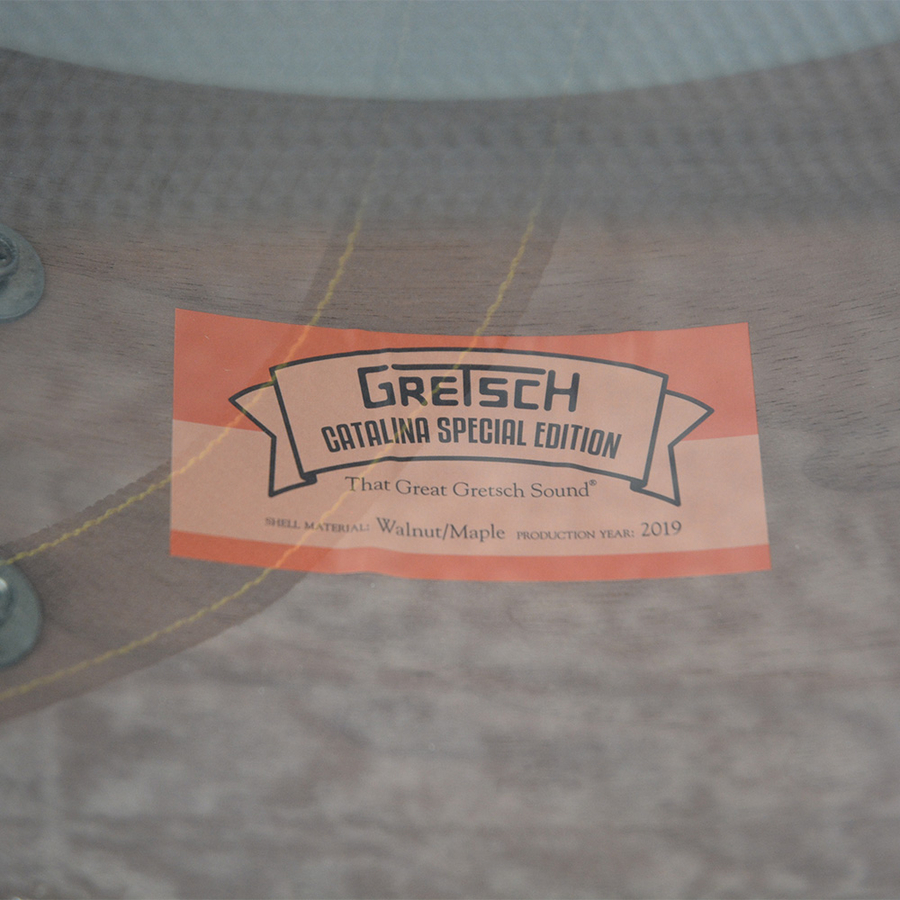 GRETSCH
CATALINA SPECIAL EDITION
That Great Gretsch Sound®
SHELL MATERIAL: Walnut/Maple PRODUCTION YEAR: 2019